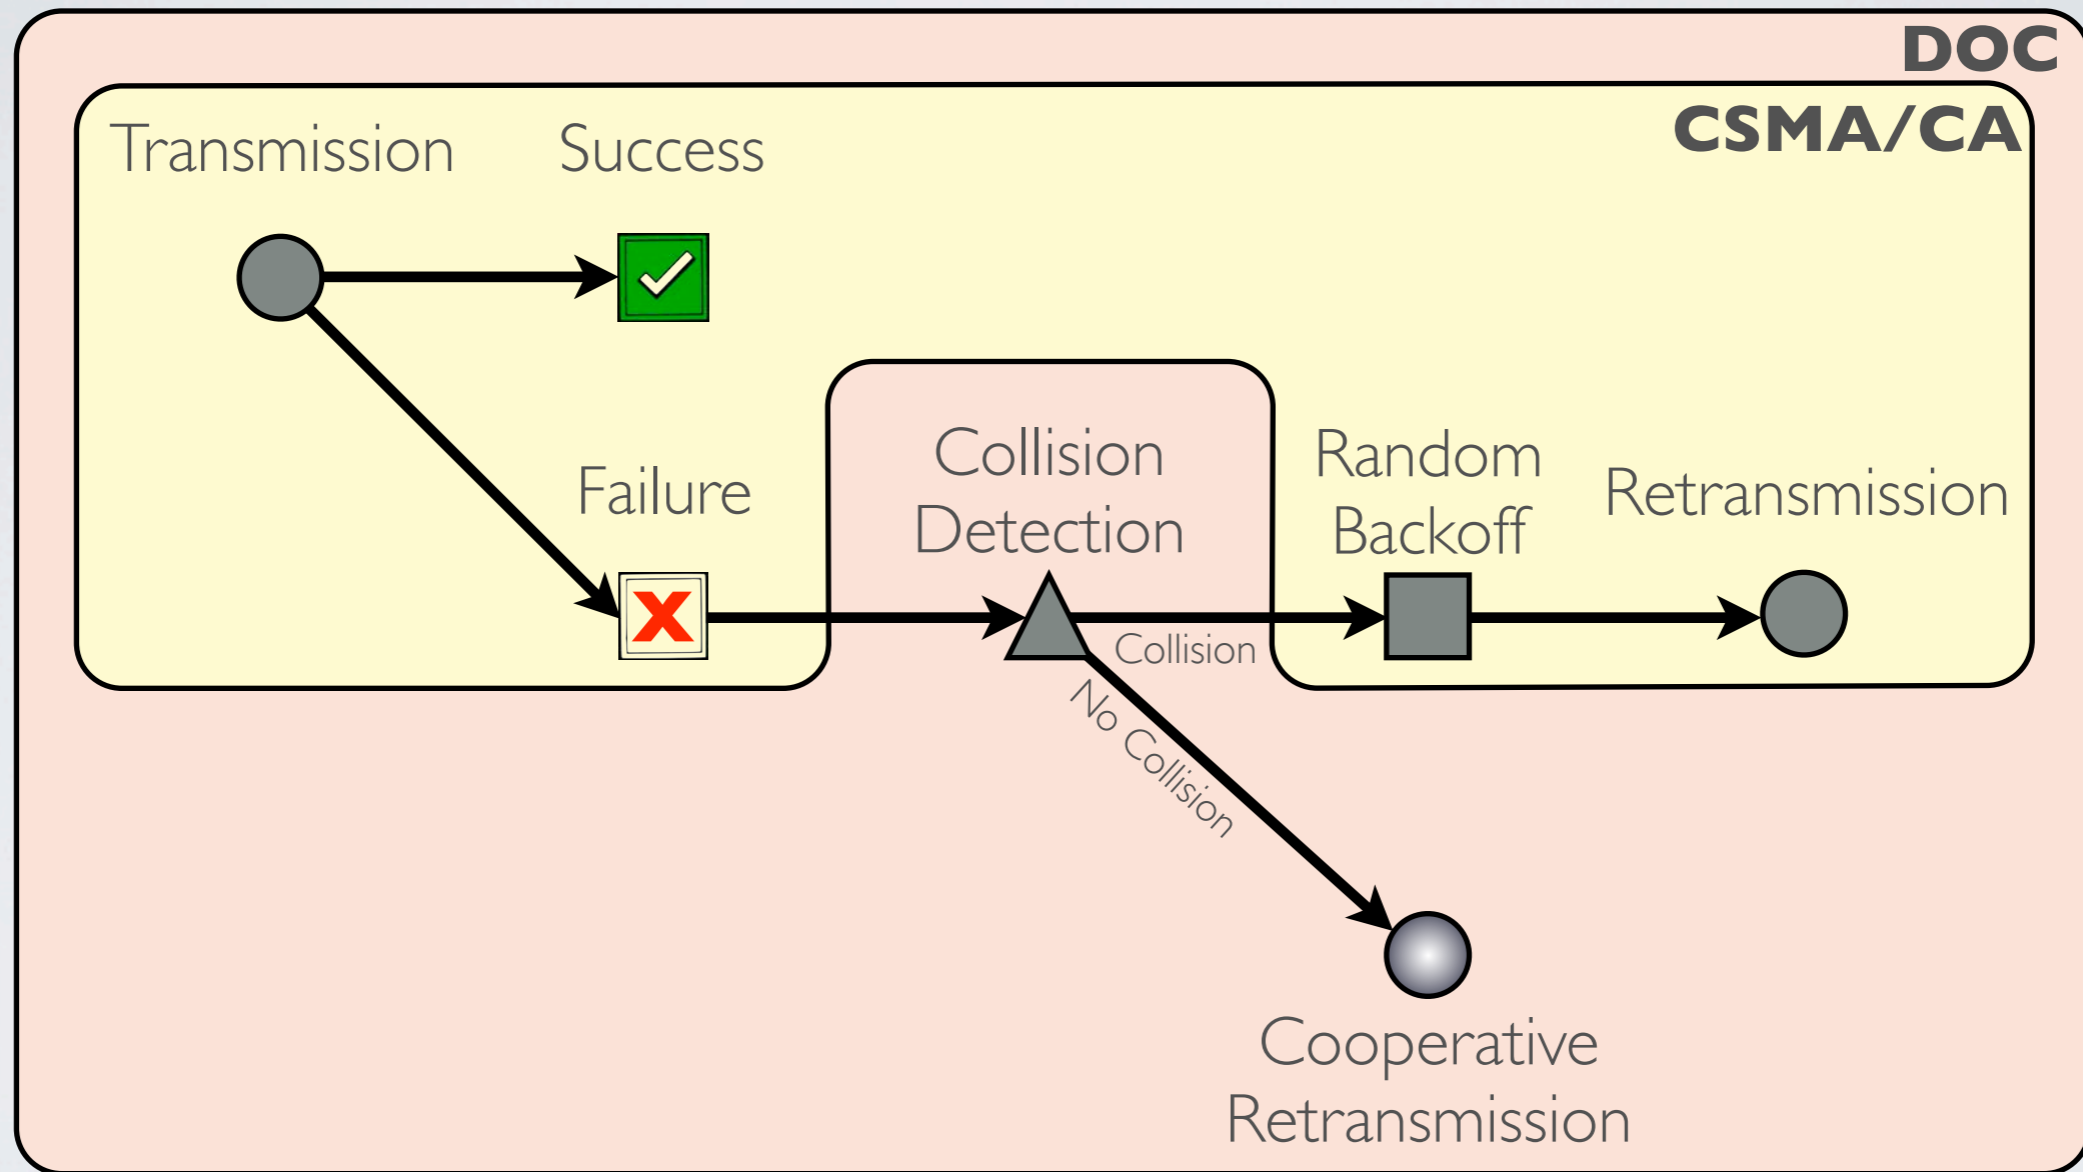 DOC
CSMA/CA
Transmission
Success
Failure
Collision
Detection
Random
Backoff
Retransmission
Collision
No Collision
Cooperative
Retransmission